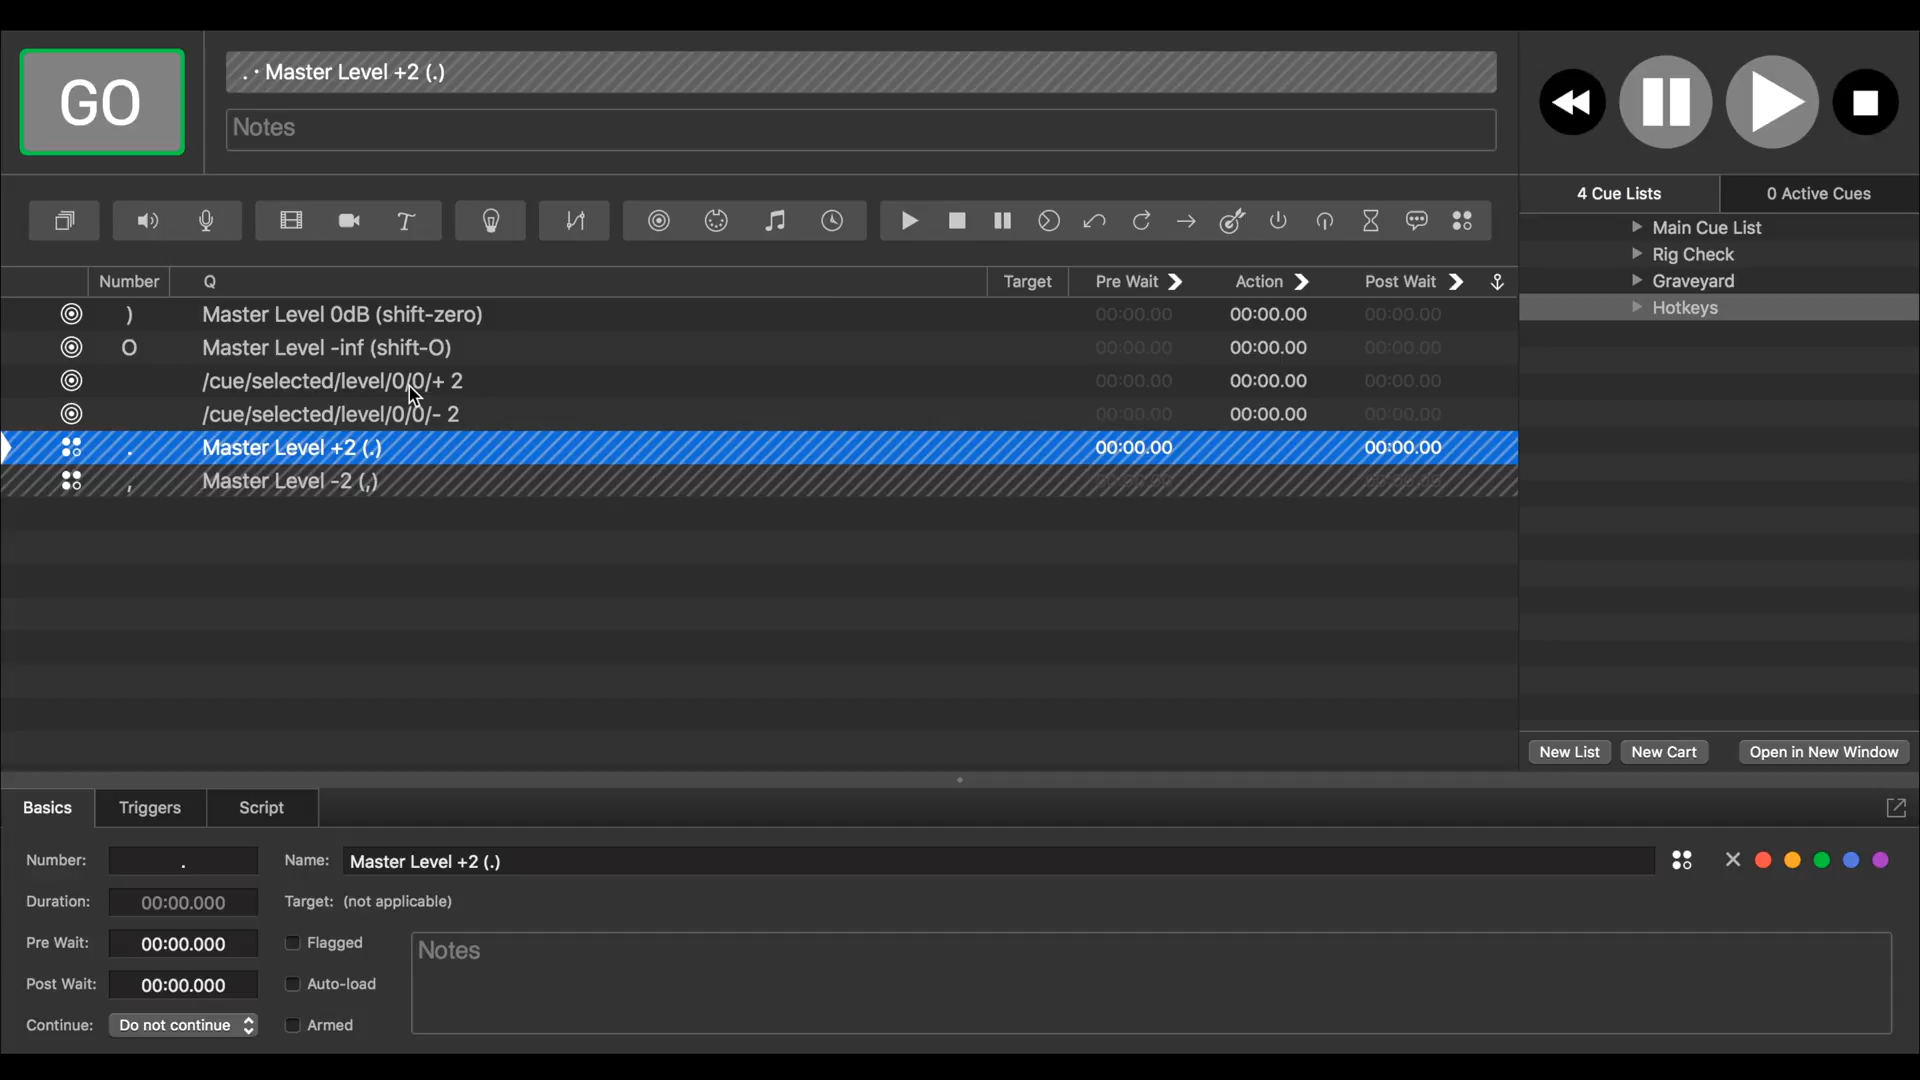 GO
. · Master Level +2 (.)
Notes
4 Cue Lists
0 Active Cues
Main Cue List
Rig Check
Graveyard
Hotkeys
Number Q Target Pre Wait Action Post Wait
) Master Level 0dB (shift-zero) 00:00.00 00:00.00 00:00.00
O Master Level -inf (shift-O) 00:00.00 00:00.00 00:00.00
/cue/selected/level/0/0/+ 2 00:00.00 00:00.00 00:00.00
/cue/selected/level/0/0/- 2 00:00.00 00:00.00 00:00.00
. Master Level +2 (.) 00:00.00 00:00.00
, Master Level -2 (,) 00:00.00 00:00.00
New List New Cart Open in New Window
Basics Triggers Script
Number: . Name: Master Level +2 (.)
Duration: 00:00.000 Target: (not applicable)
Pre Wait: 00:00.000 Flagged Notes
Post Wait: 00:00.000 Auto-load
Continue: Do not continue Armed